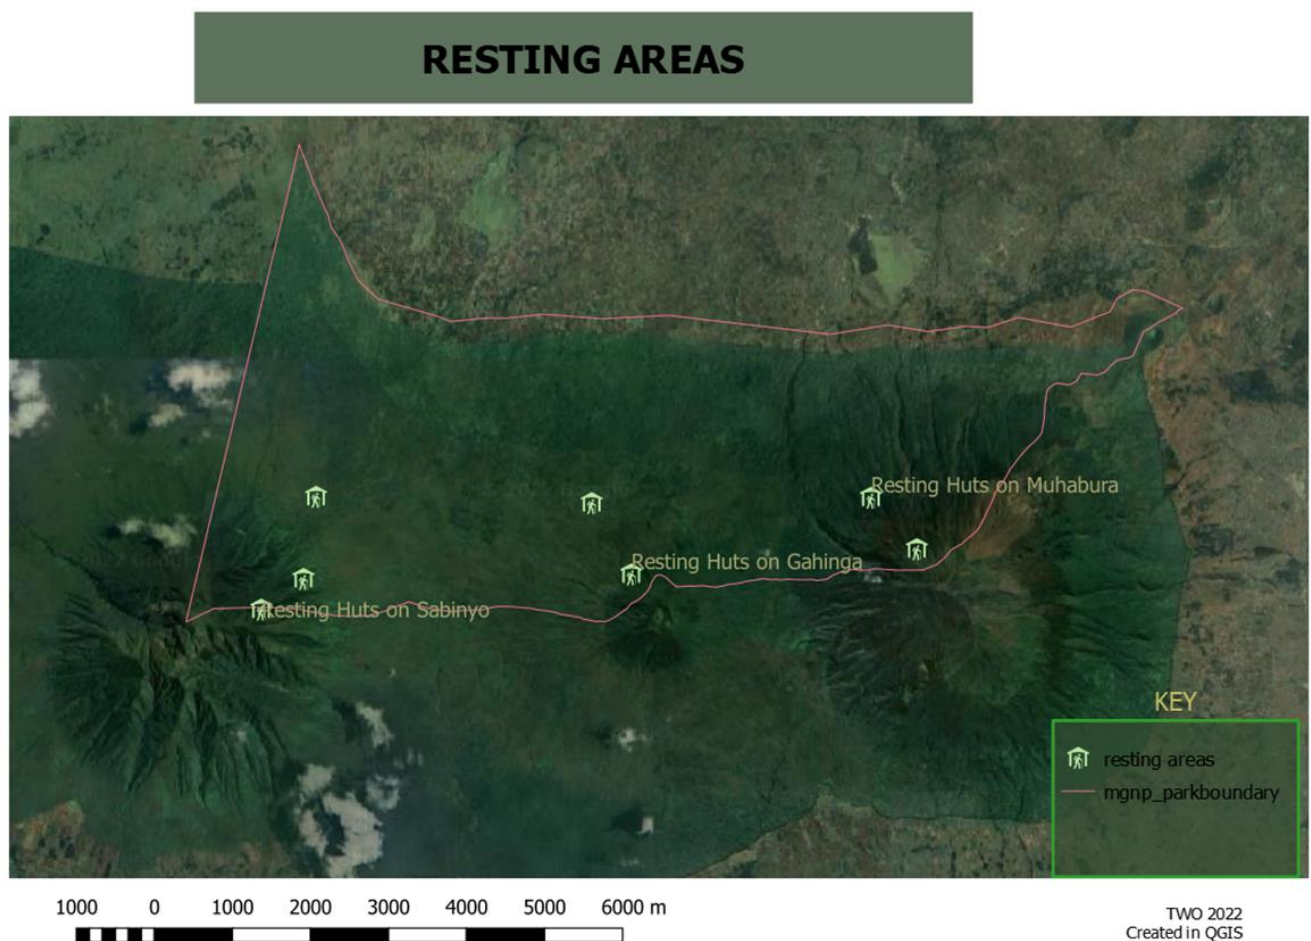 RESTING AREAS
Resting Huts on Muhabura
Resting Huts on Gahinga
Resting Huts on Sabinyo
KEY
resting areas
mgnp_parkboundary
1000 0 1000 2000 3000 4000 5000 6000 m
TWO 2022
Created in QGIS